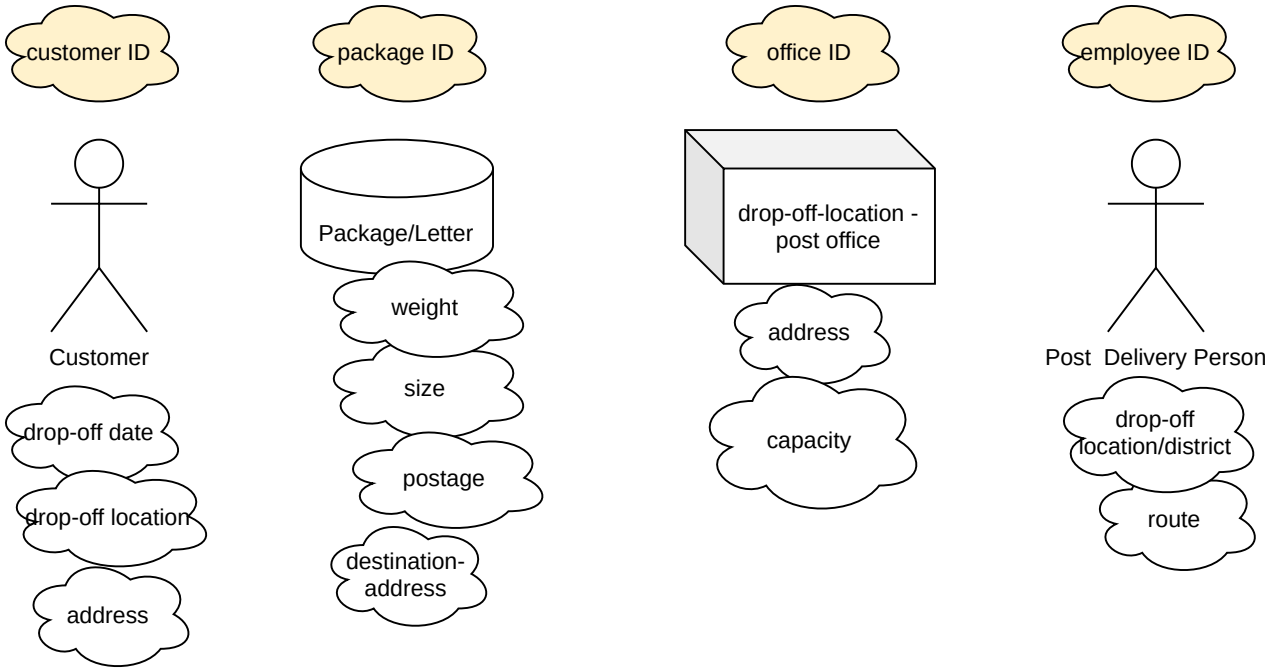 customer ID
package ID
office ID
employee ID
Customer
drop-off date
drop-off location
address
Package/Letter
weight
size
postage
destination-
address
drop-off-location -
post office
address
capacity
Post  Delivery Person
drop-off
location/district
route